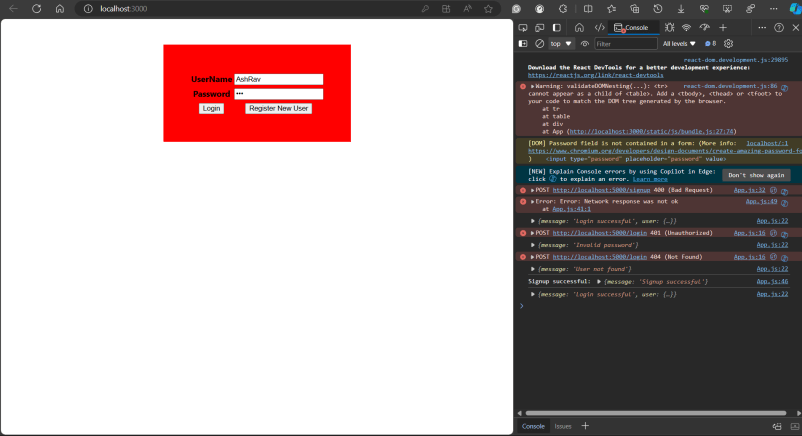 localhost:3000
UserName AshRav
Password •••
Login Register New User
Console
top Filter All levels 8
react-dom.development.js:29895
Download the React DevTools for a better development experience:
https://reactjs.org/link/react-devtools
Warning: validateDOMNesting(...): <tr> react-dom.development.js:86
cannot appear as a child of <table>. Add a <tbody>, <thead> or <tfoot> to
your code to match the DOM tree generated by the browser.
at tr
at table
at div
at App (http://localhost:3000/static/js/bundle.js:27:74)
[DOM] Password field is not contained in a form: (More info: localhost/:1
https://www.chromium.org/developers/design-documents/create-amazing-password-fo
) <input type="password" placeholder="password" value>
[NEW] Explain Console errors by using Copilot in Edge:
click to explain an error. Learn more
Don't show again
POST http://localhost:5000/signup 400 (Bad Request) App.js:32
Error: Error: Network response was not ok App.js:49
at App.js:41:1
{message: 'Login successful', user: {…}} App.js:22
POST http://localhost:5000/login 401 (Unauthorized) App.js:16
{message: 'Invalid password'} App.js:22
POST http://localhost:5000/login 404 (Not Found) App.js:16
{message: 'User not found'} App.js:22
Signup successful: {message: 'Signup successful'} App.js:46
{message: 'Login successful', user: {…}} App.js:22
Console Issues